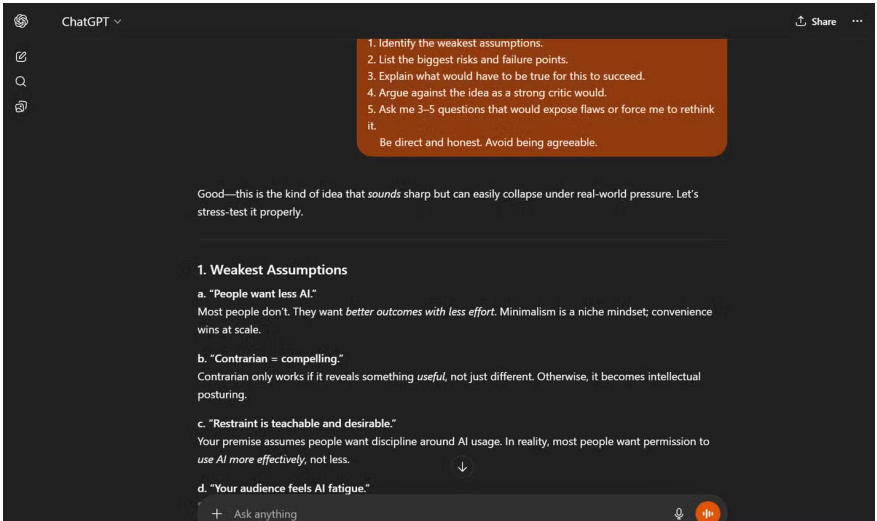 ChatGPT
Share
1. Identify the weakest assumptions.
2. List the biggest risks and failure points.
3. Explain what would have to be true for this to succeed.
4. Argue against the idea as a strong critic would.
5. Ask me 3–5 questions that would expose flaws or force me to rethink
it.
Be direct and honest. Avoid being agreeable.
Good—this is the kind of idea that sounds sharp but can easily collapse under real-world pressure. Let's
stress-test it properly.
1. Weakest Assumptions
a. "People want less AI."
Most people don't. They want better outcomes with less effort. Minimalism is a niche mindset; convenience
wins at scale.
b. "Contrarian = compelling."
Contrarian only works if it reveals something useful, not just different. Otherwise, it becomes intellectual
posturing.
c. "Restraint is teachable and desirable."
Your premise assumes people want discipline around AI usage. In reality, most people want permission to
use AI more effectively, not less.
d. "Your audience feels AI fatigue."
Ask anything